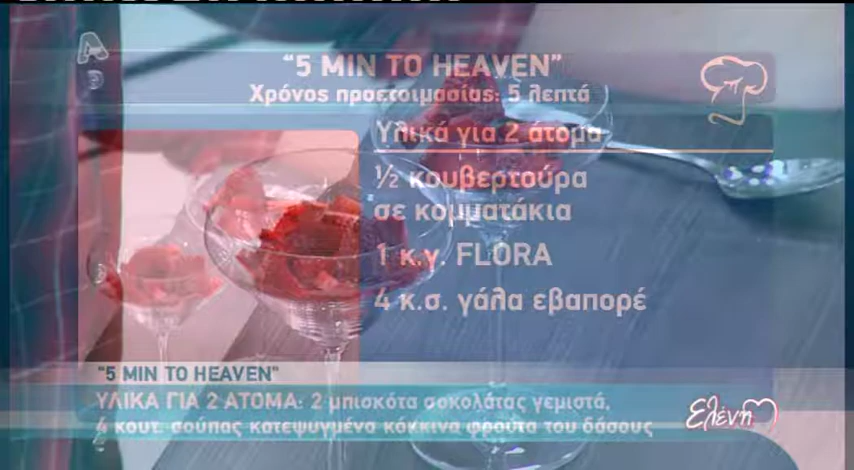 "5 MIN TO HEAVEN"
Χρόνος προετοιμασίας: 5 λεπτά
Υλικά για 2 άτομα
½ κουβερτούρα
σε κομματάκια
1 κ.γ. FLORA
4 κ.σ. γάλα εβαπορέ
"5 MIN TO HEAVEN"
ΥΛΙΚΑ ΓΙΑ 2 ΑΤΟΜΑ: 2 μπισκότα σοκολάτας γεμιστά,
4 κουτ. σούπας κατεψυγμένα κόκκινα φρούτα του δάσους
Ελένη